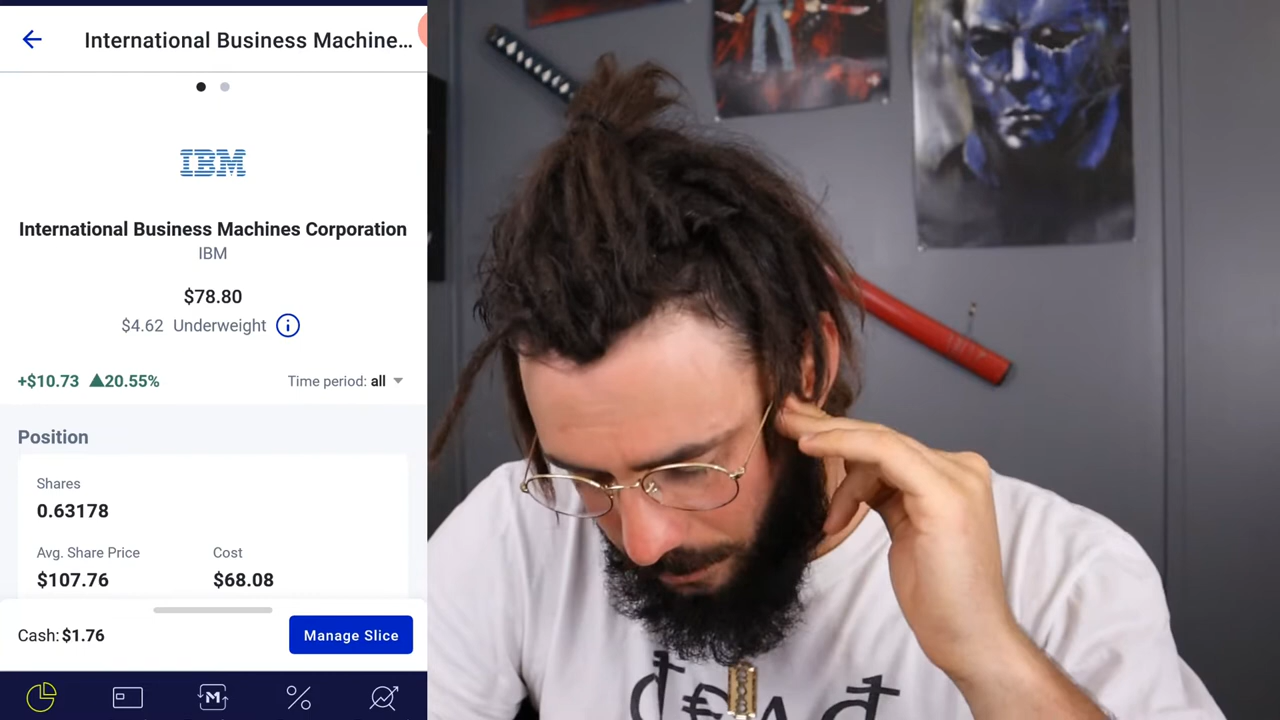 International Business Machine...
IBM
International Business Machines Corporation
IBM
$78.80
$4.62 Underweight
+$10.73 ▲20.55%
Time period: all
Position
Shares
0.63178
Avg. Share Price
Cost
$107.76
$68.08
Cash: $1.76
Manage Slice
M
%